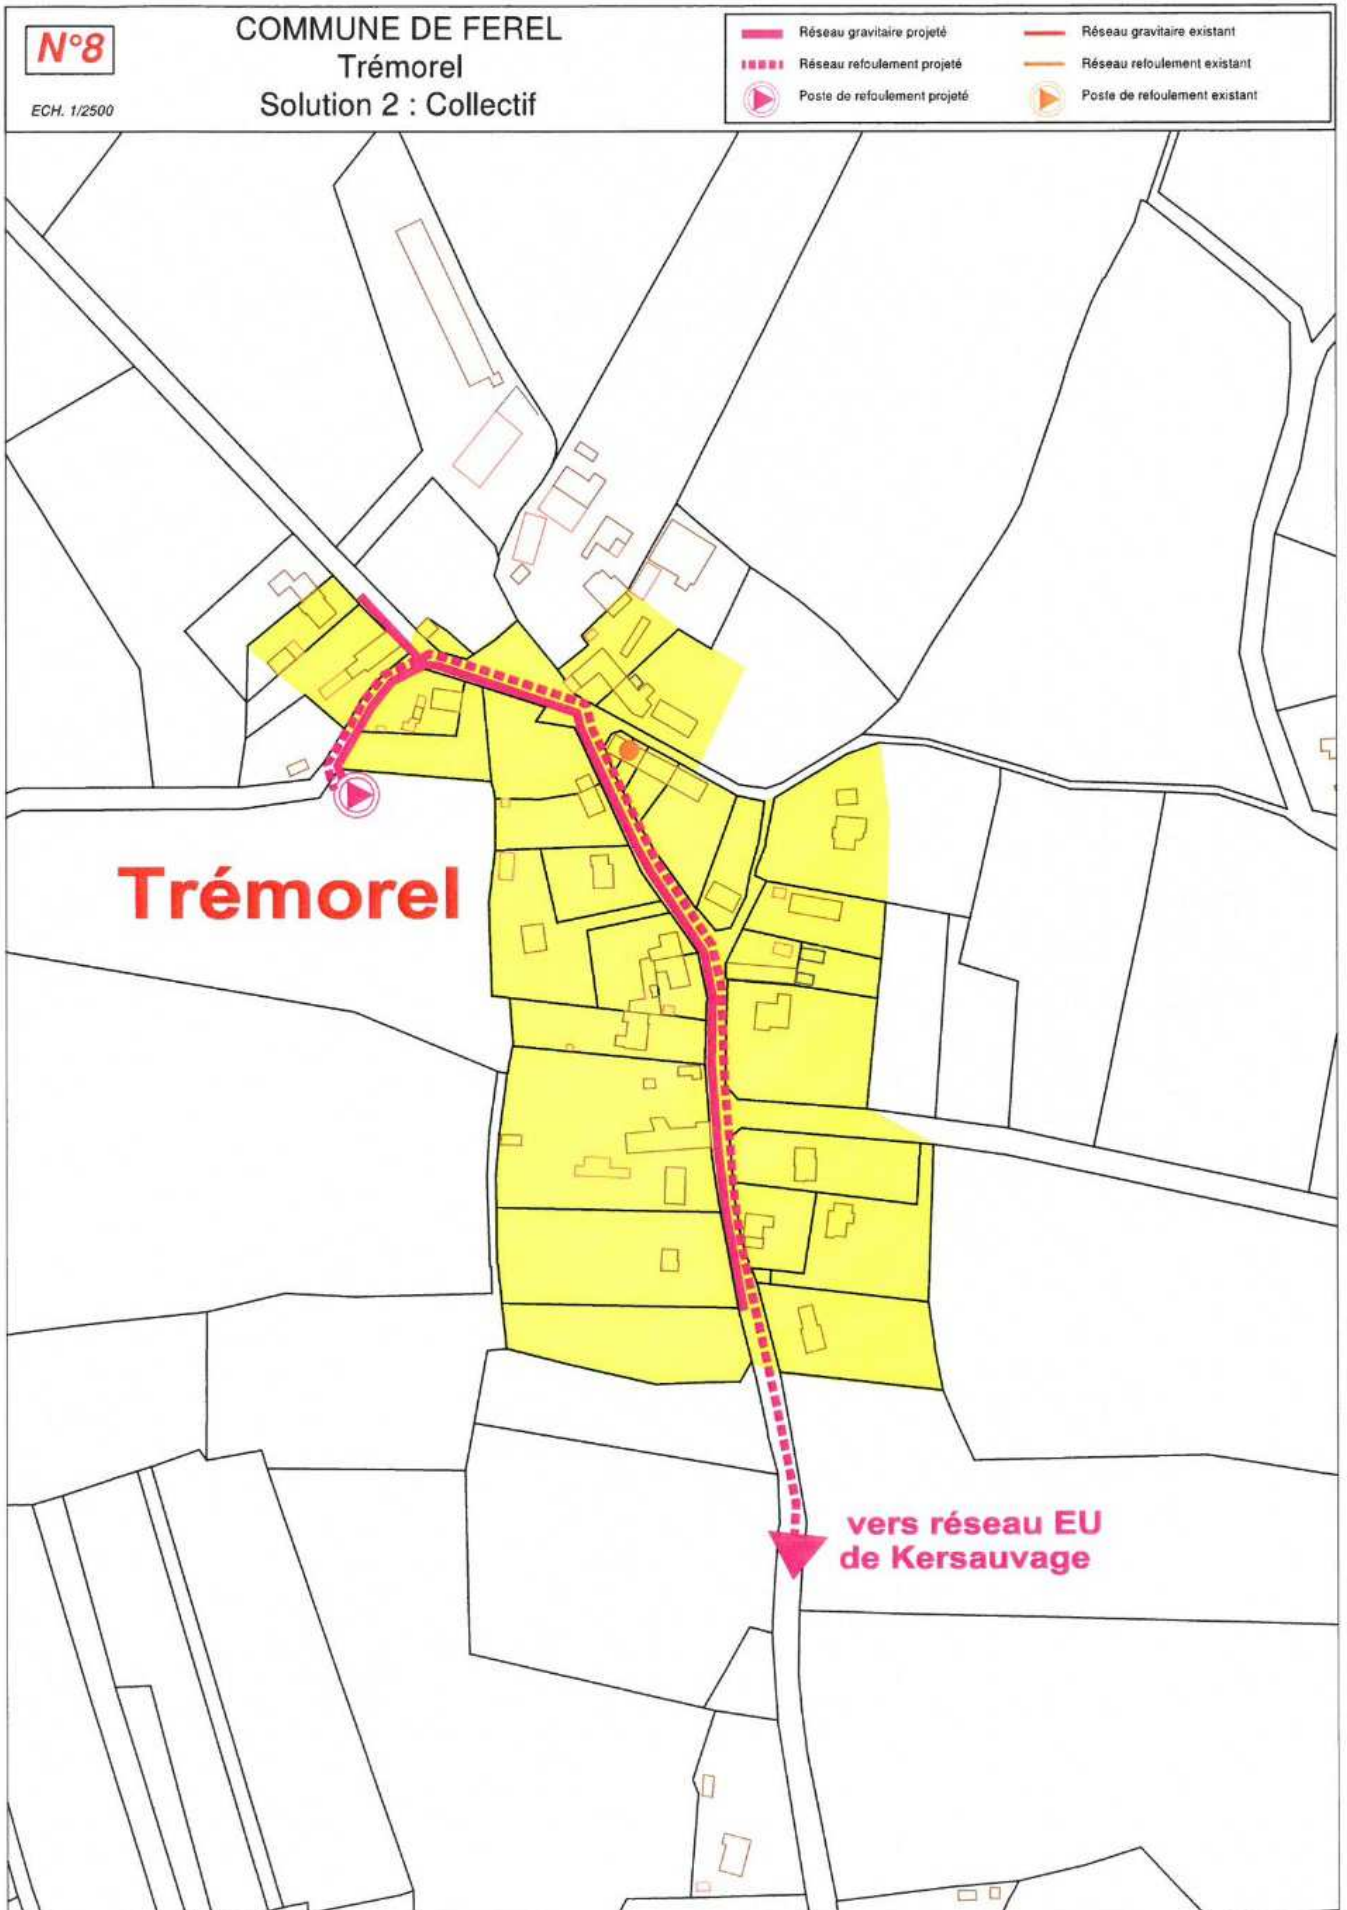 N°8
ECH. 1/2500
COMMUNE DE FEREL
Trémorel
Solution 2 : Collectif
Réseau gravitaire projeté
Réseau refoulement projeté
Poste de refoulement projeté
Réseau gravitaire existant
Réseau refoulement existant
Poste de refoulement existant
Trémorel
vers réseau EU
de Kersauvage